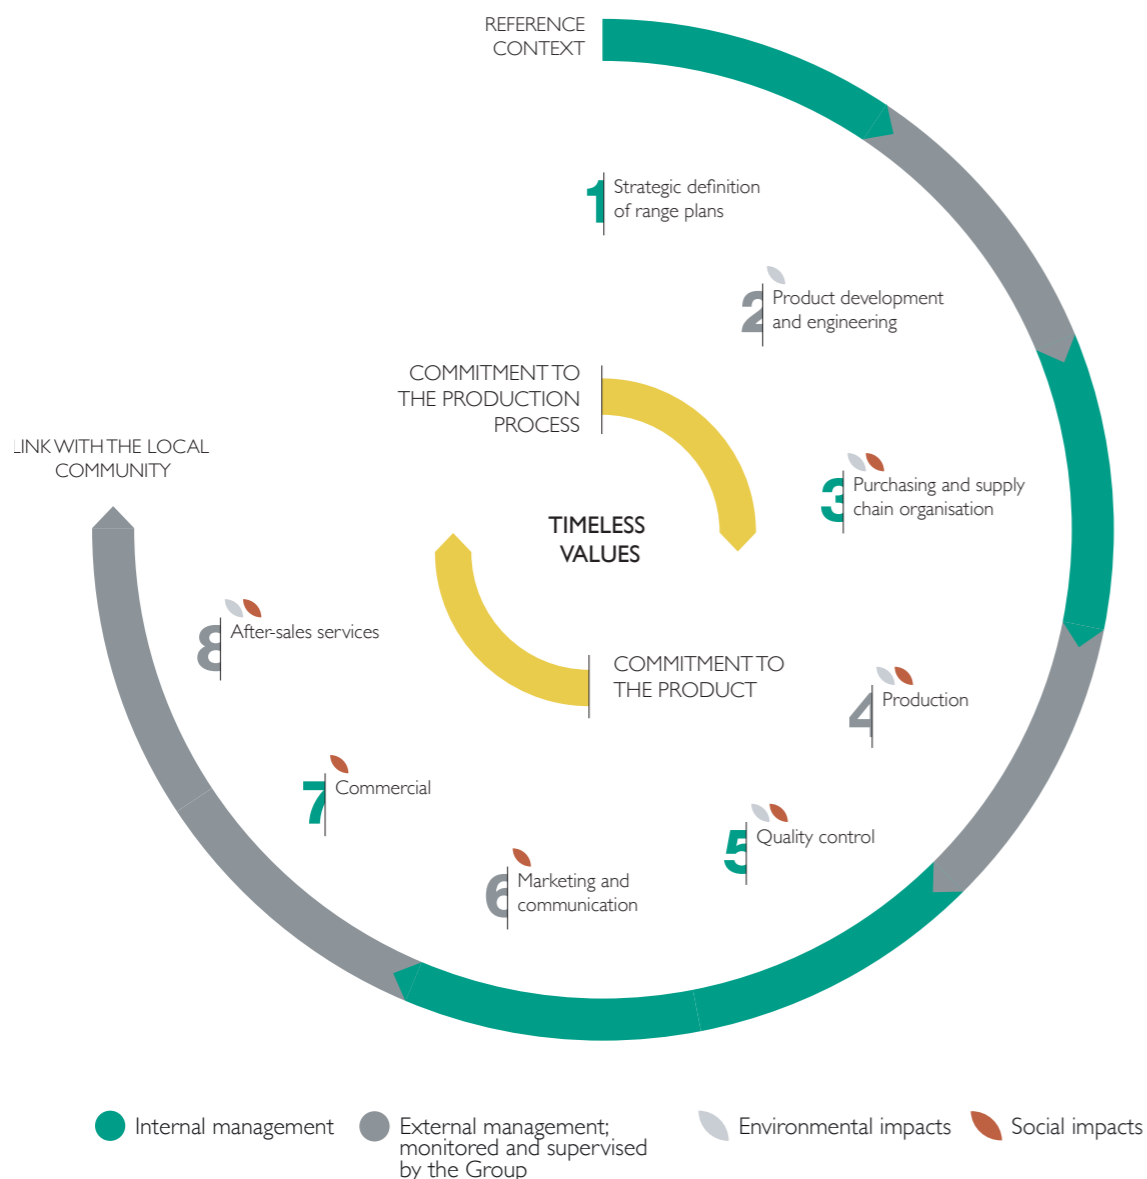 REFERENCE
CONTEXT
1
Strategic definition
of range plans
2
Product development
and engineering
COMMITMENT TO
THE PRODUCTION
PROCESS
LINK WITH THE LOCAL
COMMUNITY
3
Purchasing and supply
chain organisation
TIMELESS
VALUES
8
After-sales services
COMMITMENT TO
THE PRODUCT
4
Production
7
Commercial
5
Quality control
6
Marketing and
communication
Internal management
External management;
monitored and supervised
by the Group
Environmental impacts
Social impacts